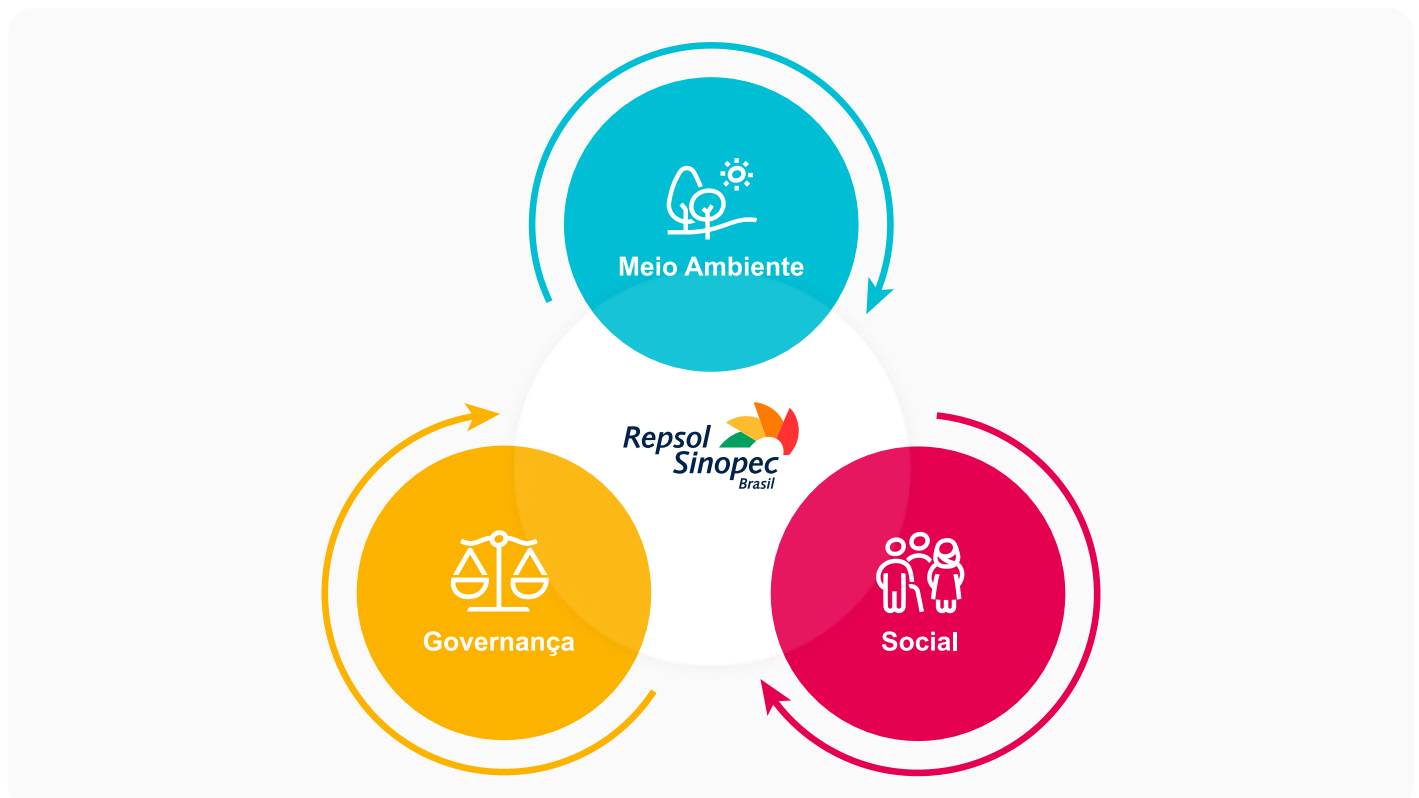 Meio Ambiente
Repsol
Sinopec
Brasil
Governança
Social